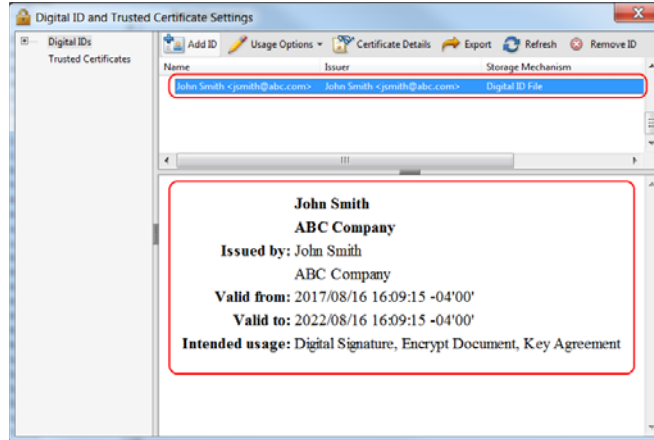 Digital ID and Trusted Certificate Settings
Digital IDs
Trusted Certificates
Add ID Usage Options Certificate Details Export Refresh Remove ID
Name Issuer Storage Mechanism
John Smith <jsmith@abc.com> John Smith <jsmith@abc.com> Digital ID File
John Smith
ABC Company
Issued by: John Smith
ABC Company
Valid from: 2017/08/16 16:09:15 -04'00'
Valid to: 2022/08/16 16:09:15 -04'00'
Intended usage: Digital Signature, Encrypt Document, Key Agreement